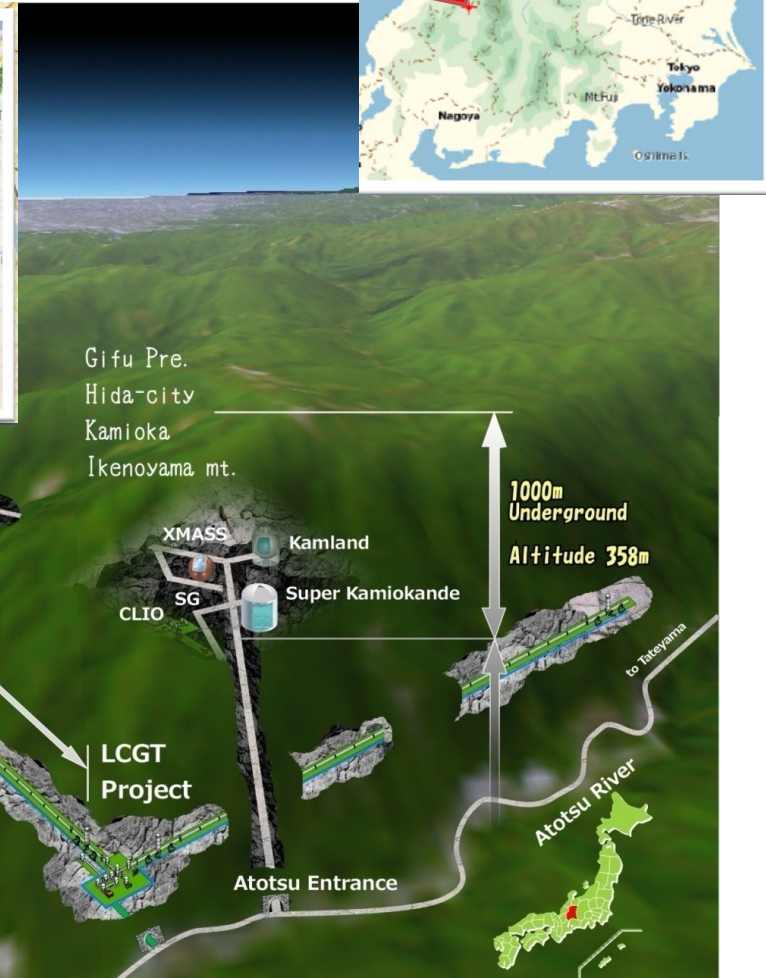 Tone River
Tokyo
Yokohama
Mt.Fuji
Nagoya
Oshima Is.
Gifu Pre.
Hida-city
Kamioka
Ikenoyama mt.
1000m
Underground
Altitude 358m
XMASS
Kamland
SG
Super Kamiokande
CLIO
to Tateyama
LCGT
Project
Atotsu River
Atotsu Entrance